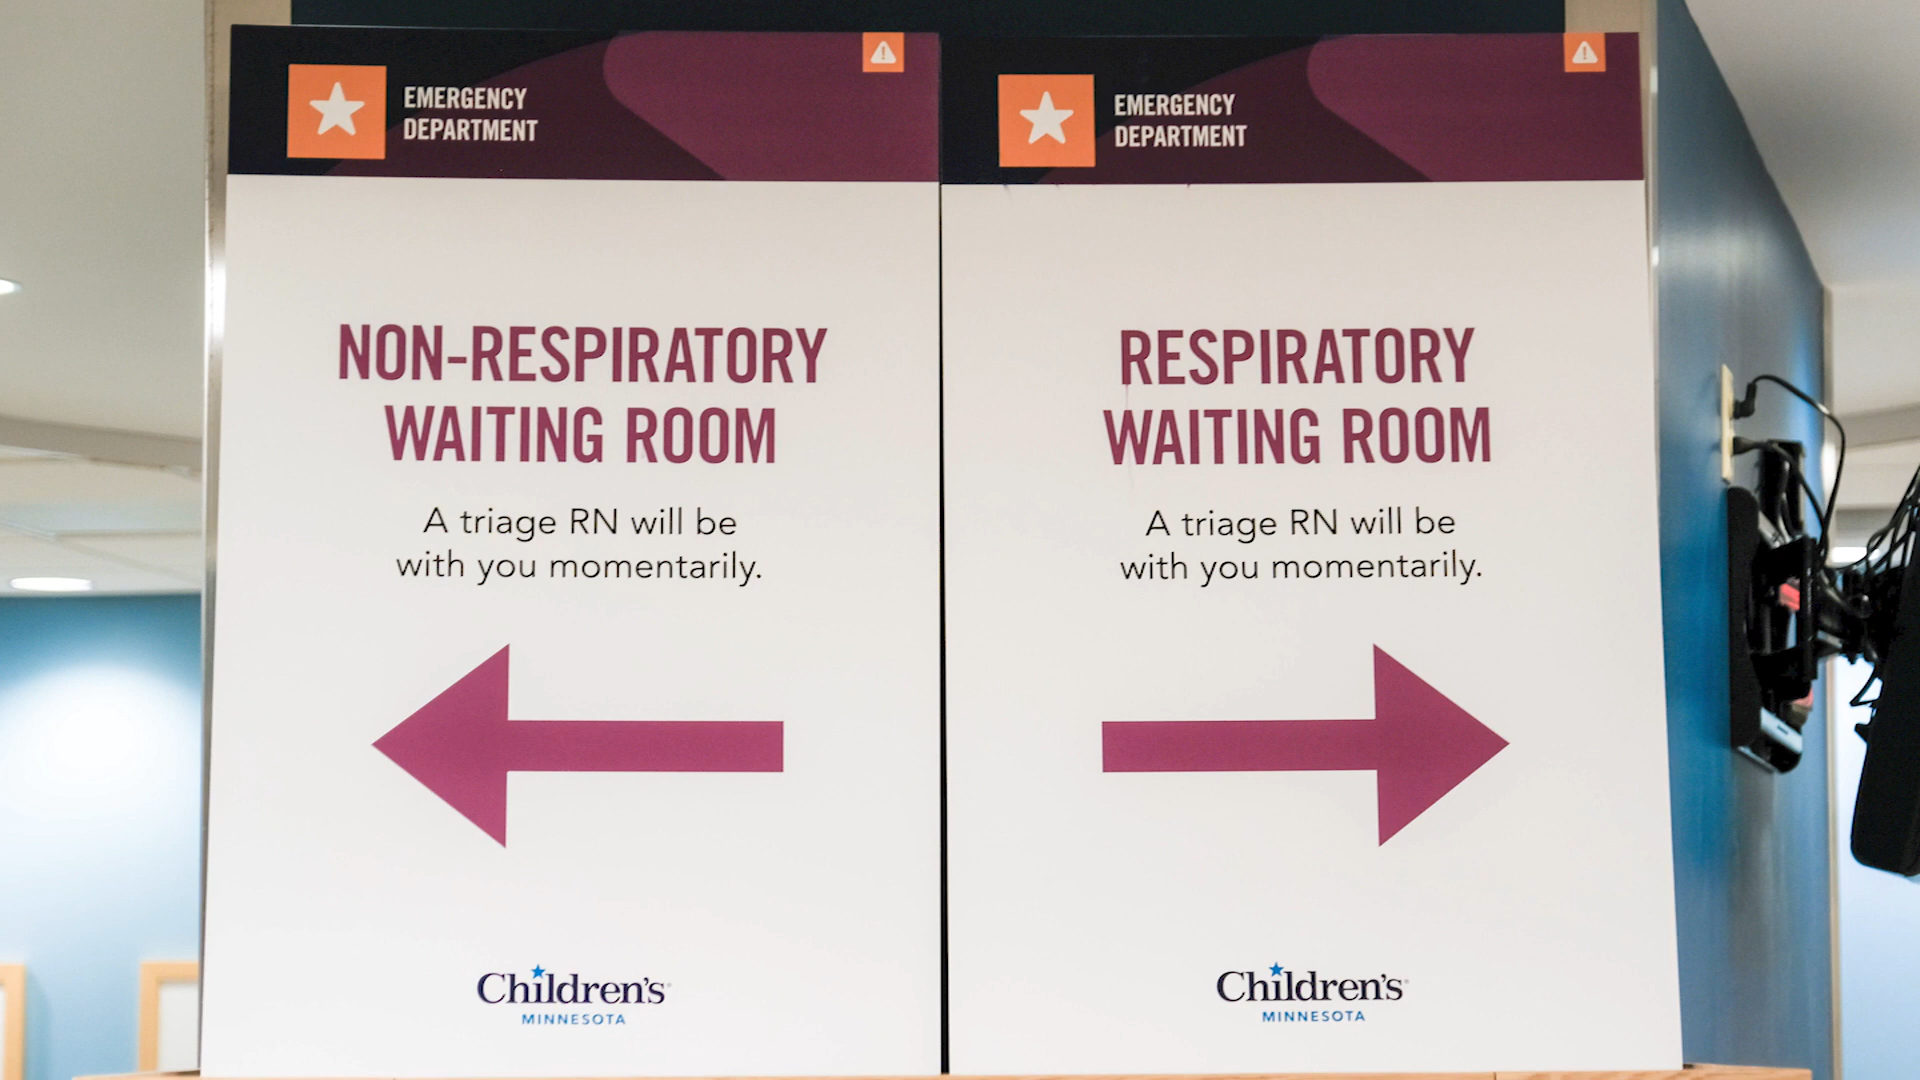 EMERGENCY
DEPARTMENT
NON-RESPIRATORY
WAITING ROOM
A triage RN will be
with you momentarily.
Children's
MINNESOTA
EMERGENCY
DEPARTMENT
RESPIRATORY
WAITING ROOM
A triage RN will be
with you momentarily.
Children's
MINNESOTA